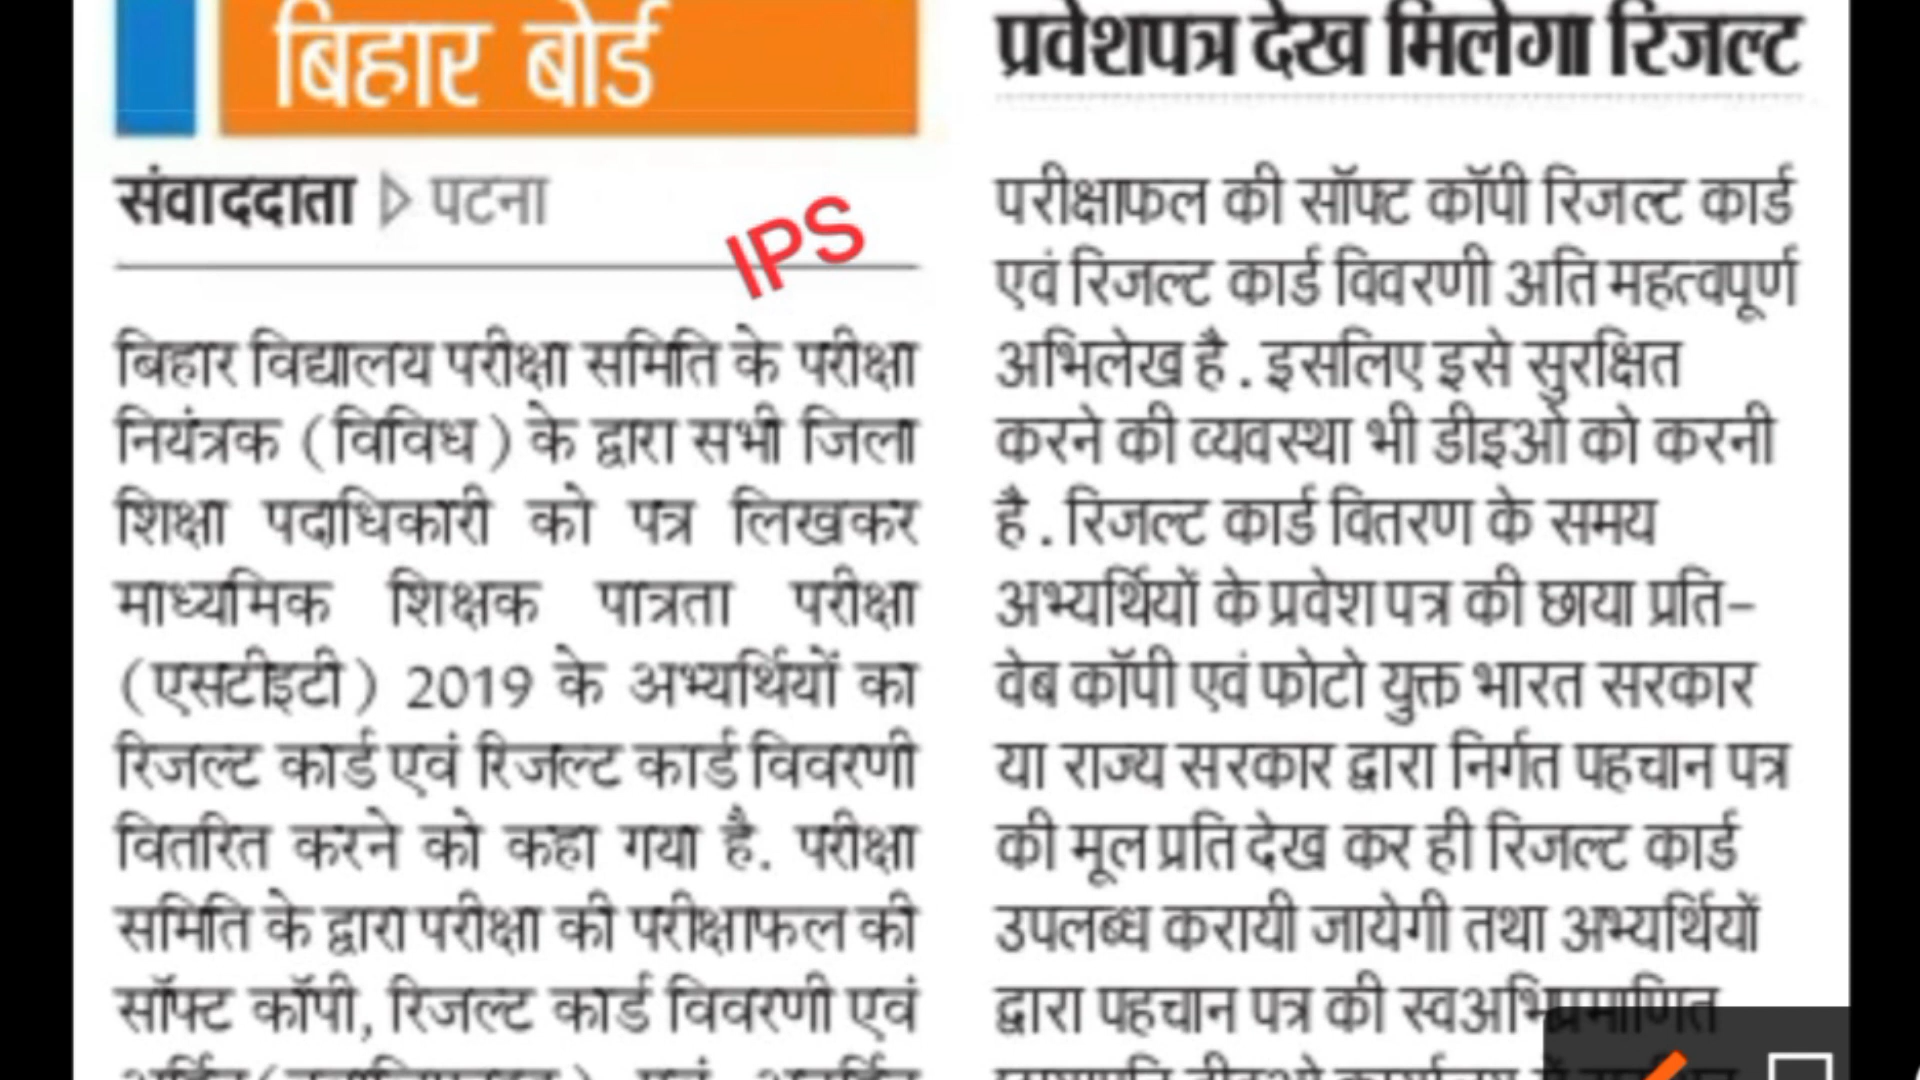 बिहार बोर्ड
संवाददाता ▷ पटना
IPS
बिहार विद्यालय परीक्षा समिति के परीक्षा
नियंत्रक (विविध) के द्वारा सभी जिला
शिक्षा पदाधिकारी को पत्र लिखकर
माध्यमिक शिक्षक पात्रता परीक्षा
(एसटीइटी) 2019 के अभ्यर्थियों का
रिजल्ट कार्ड एवं रिजल्ट कार्ड विवरणी
वितरित करने को कहा गया है. परीक्षा
समिति के द्वारा परीक्षा की परीक्षाफल की
सॉफ्ट कॉपी, रिजल्ट कार्ड विवरणी एवं
प्रवेशपत्र देख मिलेगा रिजल्ट
परीक्षाफल की सॉफ्ट कॉपी रिजल्ट कार्ड
एवं रिजल्ट कार्ड विवरणी अति महत्वपूर्ण
अभिलेख है . इसलिए इसे सुरक्षित
करने की व्यवस्था भी डीइओ को करनी
है . रिजल्ट कार्ड वितरण के समय
अभ्यर्थियों के प्रवेश पत्र की छाया प्रति-
वेब कॉपी एवं फोटो युक्त भारत सरकार
या राज्य सरकार द्वारा निर्गत पहचान पत्र
की मूल प्रति देख कर ही रिजल्ट कार्ड
उपलब्ध करायी जायेगी तथा अभ्यर्थियों
द्वारा पहचान पत्र की स्वअभिप्रमाणित